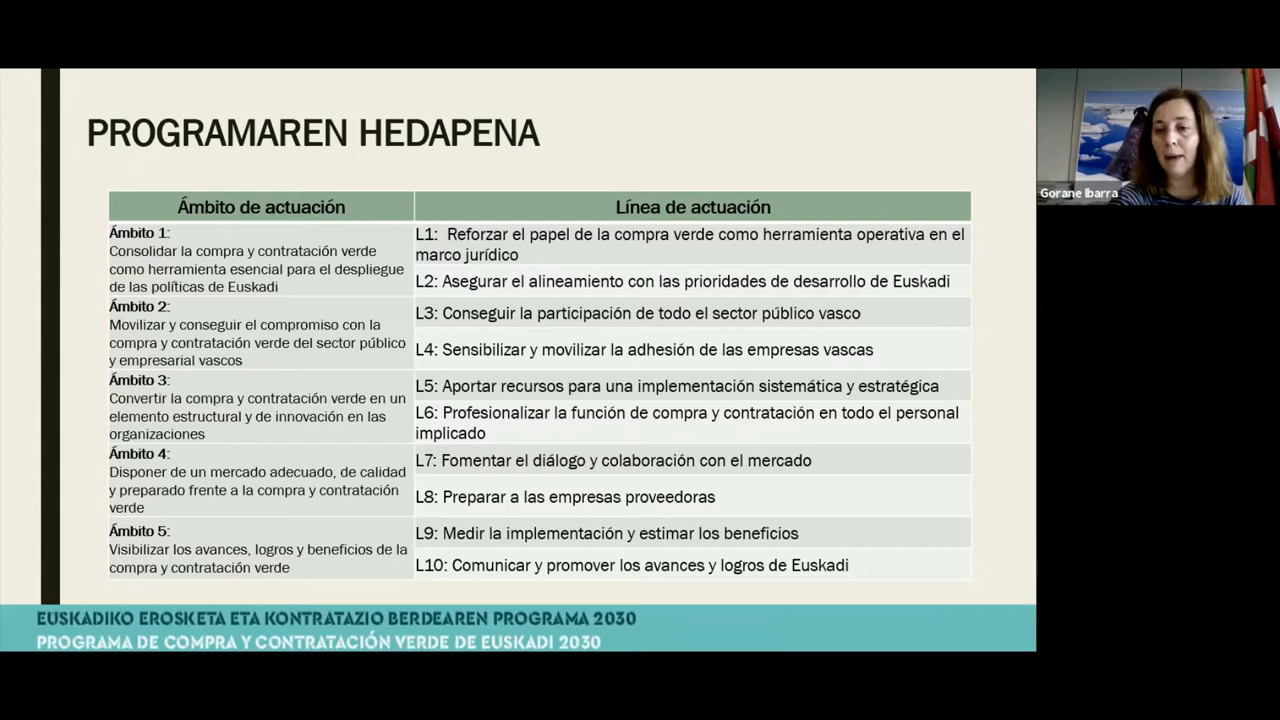 PROGRAMAREN HEDAPENA
Ámbito de actuación
Línea de actuación
Ámbito 1:
Consolidar la compra y contratación verde
como herramienta esencial para el despliegue
de las políticas de Euskadi
L1: Reforzar el papel de la compra verde como herramienta operativa en el
marco jurídico
L2: Asegurar el alineamiento con las prioridades de desarrollo de Euskadi
Ámbito 2:
Movilizar y conseguir el compromiso con la
compra y contratación verde del sector público
y empresarial vascos
L3: Conseguir la participación de todo el sector público vasco
L4: Sensibilizar y movilizar la adhesión de las empresas vascas
Ámbito 3:
Convertir la compra y contratación verde en un
elemento estructural y de innovación en las
organizaciones
L5: Aportar recursos para una implementación sistemática y estratégica
L6: Profesionalizar la función de compra y contratación en todo el personal
implicado
Ámbito 4:
Disponer de un mercado adecuado, de calidad
y preparado frente a la compra y contratación
verde
L7: Fomentar el diálogo y colaboración con el mercado
L8: Preparar a las empresas proveedoras
Ámbito 5:
Visibilizar los avances, logros y beneficios de la
compra y contratación verde
L9: Medir la implementación y estimar los beneficios
L10: Comunicar y promover los avances y logros de Euskadi
EUSKADIKO EROSKETA ETA KONTRATAZIO BERDEAREN PROGRAMA 2030
PROGRAMA DE COMPRA Y CONTRATACIÓN VERDE DE EUSKADI 2030
Gorane Ibarra